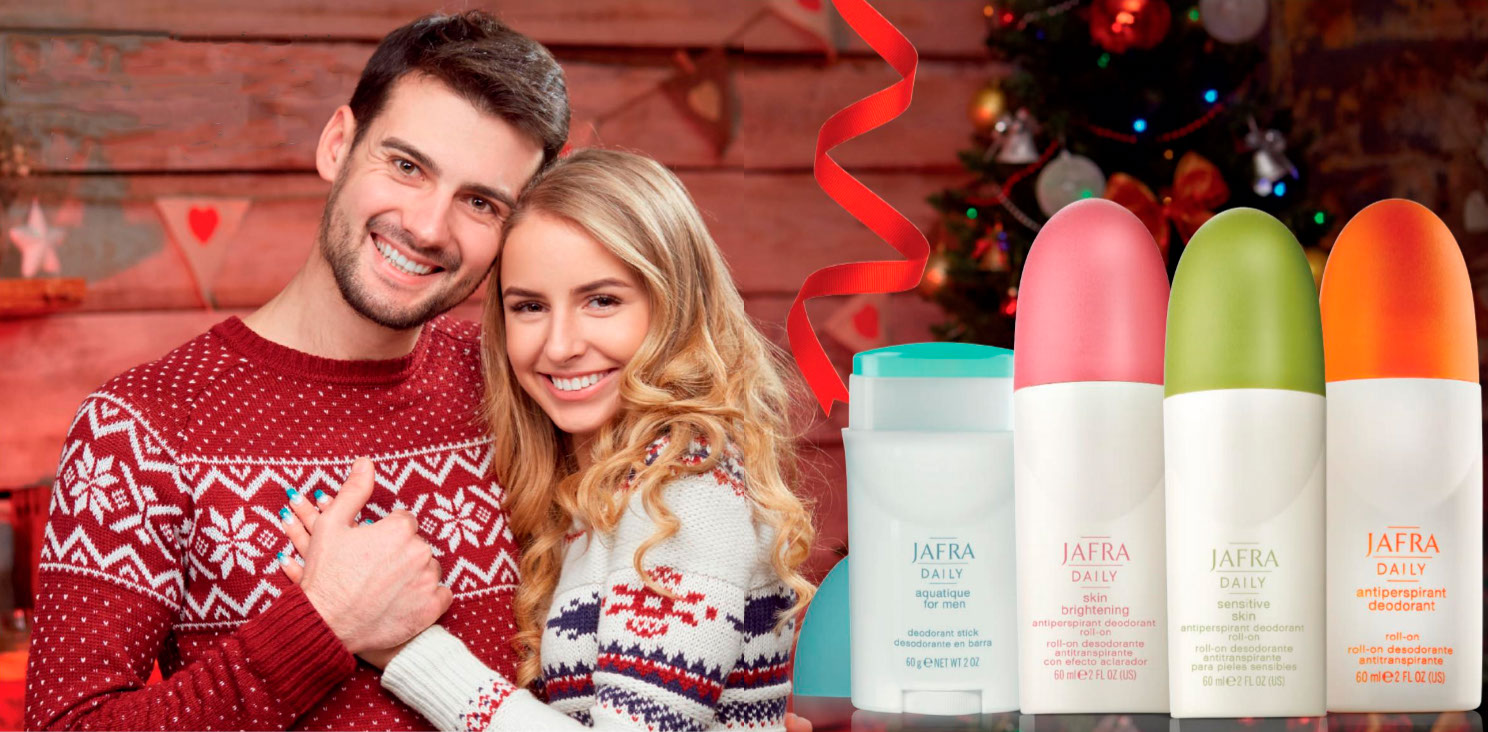 JAFRA
DAILY
aquatique
for men
deodorant stick
desodorante en barra
60 g e NET WT 2 OZ
JAFRA
DAILY
skin
brightening
antiperspirant deodorant
roll-on
roll-on desodorante
antitranspirante
con efecto aclarador
60 ml e 2 FL OZ (US)
JAFRA
DAILY
sensitive
skin
antiperspirant deodorant
roll-on
roll-on desodorante
antitranspirante
para pieles sensibles
60 ml e 2 FL OZ (US)
JAFRA
DAILY
antiperspirant
deodorant
roll-on
roll-on desodorante
antitranspirante
60 ml e 2 FL OZ (US)